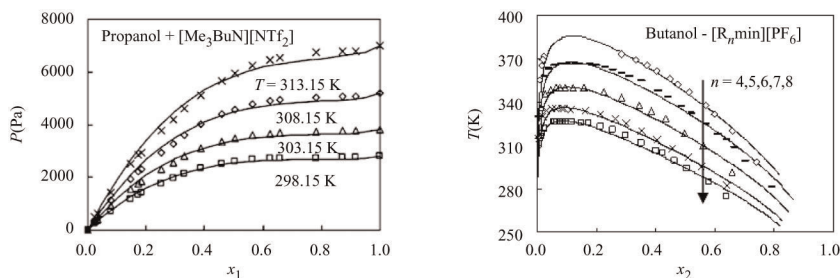 Propanol + [Me₃BuN][NTf₂]
8000
6000
4000
2000
0
P(Pa)
T = 313.15 K
308.15 K
303.15 K
298.15 K
0.0 0.2 0.4 0.6 0.8 1.0
x₁
Butanol - [Rₙmin][PF₆]
370
340
310
280
250
T(K)
n = 4,5,6,7,8
0.0 0.2 0.4 0.6 0.8 1.0
x₂